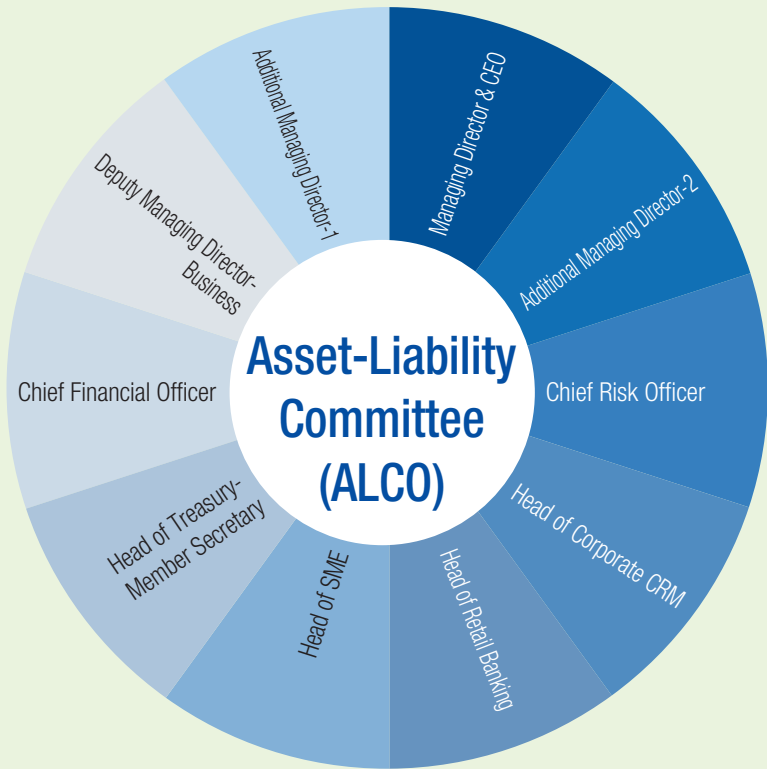 Asset-Liability
Committee
(ALCO)
Managing Director & CEO
Additional Managing Director-2
Chief Risk Officer
Head of Corporate CRM
Head of Retail Banking
Head of SME
Head of Treasury-
Member Secretary
Chief Financial Officer
Deputy Managing Director-
Business
Additional Managing Director-1